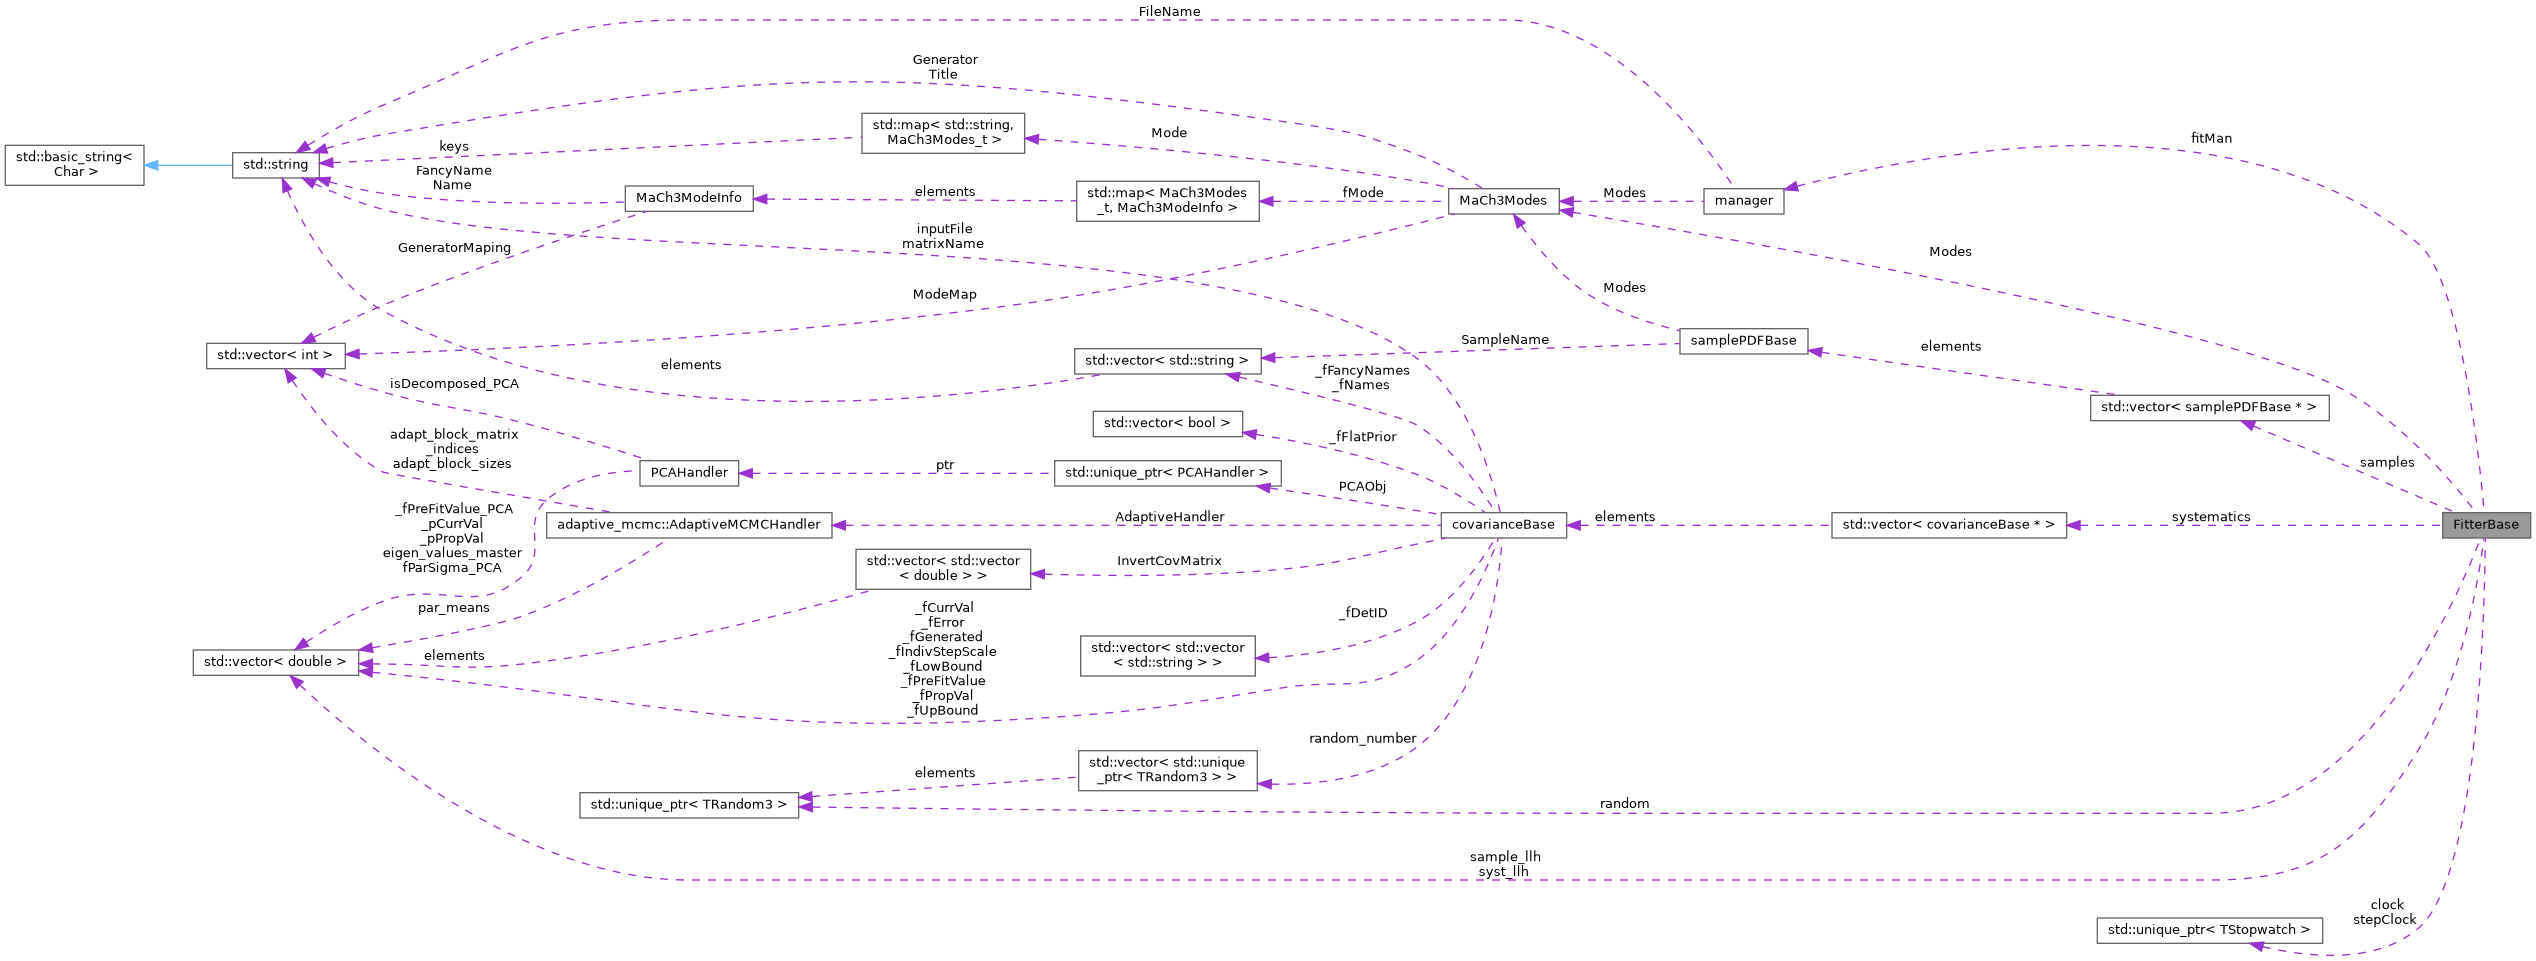 FileName
Generator
Title
std::map< std::string,
MaCh3Modes_t >
Mode
fitMan
keys
std::basic_string<
Char >
std::string
FancyName
Name
MaCh3ModeInfo
elements
std::map< MaCh3Modes
_t, MaCh3ModeInfo >
fMode
MaCh3Modes
Modes
manager
inputFile
matrixName
GeneratorMaping
Modes
ModeMap
Modes
std::vector< int >
elements
std::vector< std::string >
SampleName
samplePDFBase
elements
isDecomposed_PCA
_fFancyNames
_fNames
std::vector< samplePDFBase * >
std::vector< bool >
_fFlatPrior
adapt_block_matrix
_indices
adapt_block_sizes
PCAHandler
ptr
std::unique_ptr< PCAHandler >
PCAObj
samples
_fPreFitValue_PCA
_pCurrVal
_pPropVal
eigen_values_master
fParSigma_PCA
adaptive_mcmc::AdaptiveMCMCHandler
AdaptiveHandler
covarianceBase
elements
std::vector< covarianceBase * >
systematics
FitterBase
std::vector< std::vector
< double > >
InvertCovMatrix
par_means
_fCurrVal
_fError
_fGenerated
_fIndivStepScale
_fLowBound
_fPreFitValue
_fPropVal
_fUpBound
_fDetID
std::vector< std::vector
< std::string > >
std::vector< double >
elements
random_number
std::vector< std::unique
_ptr< TRandom3 > >
elements
std::unique_ptr< TRandom3 >
random
sample_llh
syst_llh
clock
stepClock
std::unique_ptr< TStopwatch >